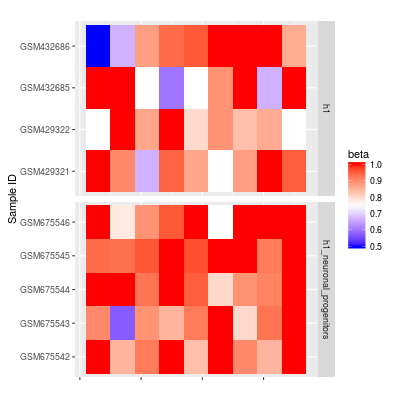 Sample ID
GSM432686
GSM432685
GSM429322
GSM429321
h1
GSM675546
GSM675545
GSM675544
GSM675543
GSM675542
h1_neuronal_progenitors
beta
1.0
0.9
0.8
0.7
0.6
0.5